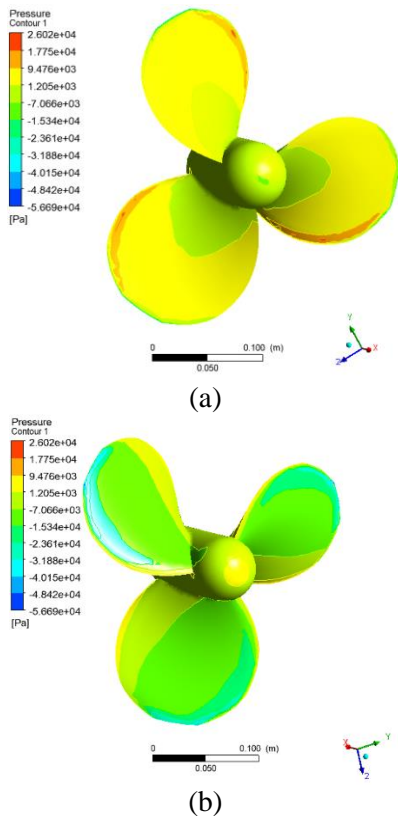 Pressure
Contour 1
2.602e+04
1.775e+04
9.476e+03
1.205e+03
-7.066e+03
-1.534e+04
-2.361e+04
-3.188e+04
-4.015e+04
-4.842e+04
-5.669e+04
[Pa]
0 0.100 (m)
0.050
Y
X
Z
(a)
Pressure
Contour 1
2.602e+04
1.775e+04
9.476e+03
1.205e+03
-7.066e+03
-1.534e+04
-2.361e+04
-3.188e+04
-4.015e+04
-4.842e+04
-5.669e+04
[Pa]
0 0.100 (m)
0.050
X
Y
Z
(b)